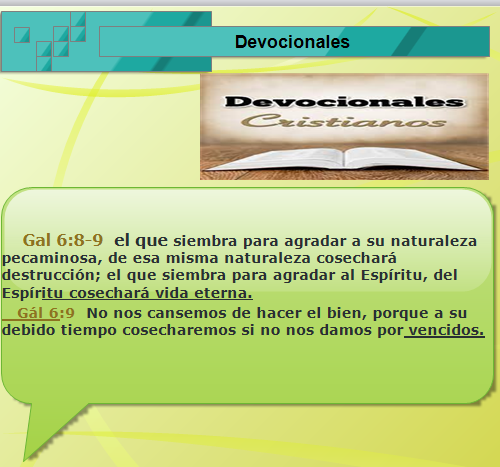 Devocionales
Devocionales
Cristianos
Gal 6:8-9 el que siembra para agradar a su naturaleza
pecaminosa, de esa misma naturaleza cosechará
destrucción; el que siembra para agradar al Espíritu, del
Espíritu cosechará vida eterna.
Gál 6:9 No nos cansemos de hacer el bien, porque a su
debido tiempo cosecharemos si no nos damos por vencidos.